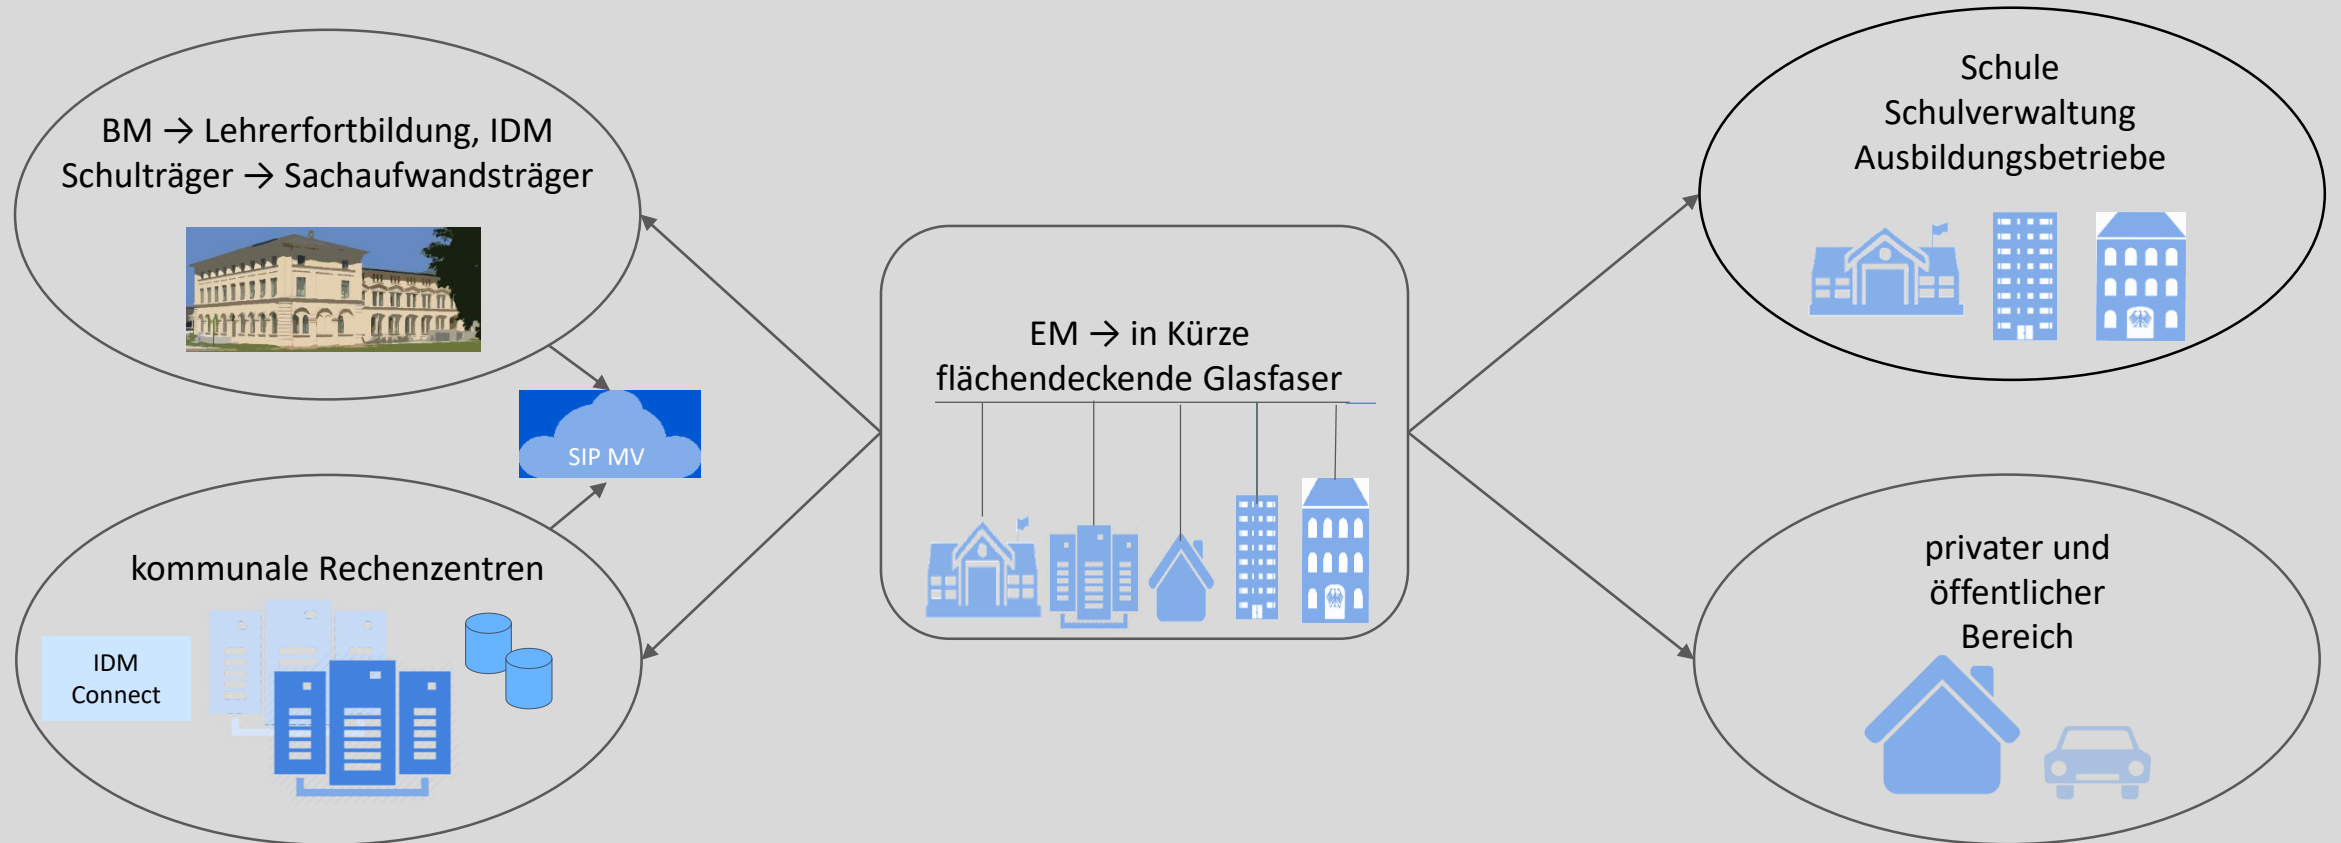 BM → Lehrerfortbildung, IDM
Schulträger → Sachaufwandsträger
SIP MV
kommunale Rechenzentren
IDM
Connect
EM → in Kürze
flächendeckende Glasfaser
Schule
Schulverwaltung
Ausbildungsbetriebe
privater und
öffentlicher
Bereich